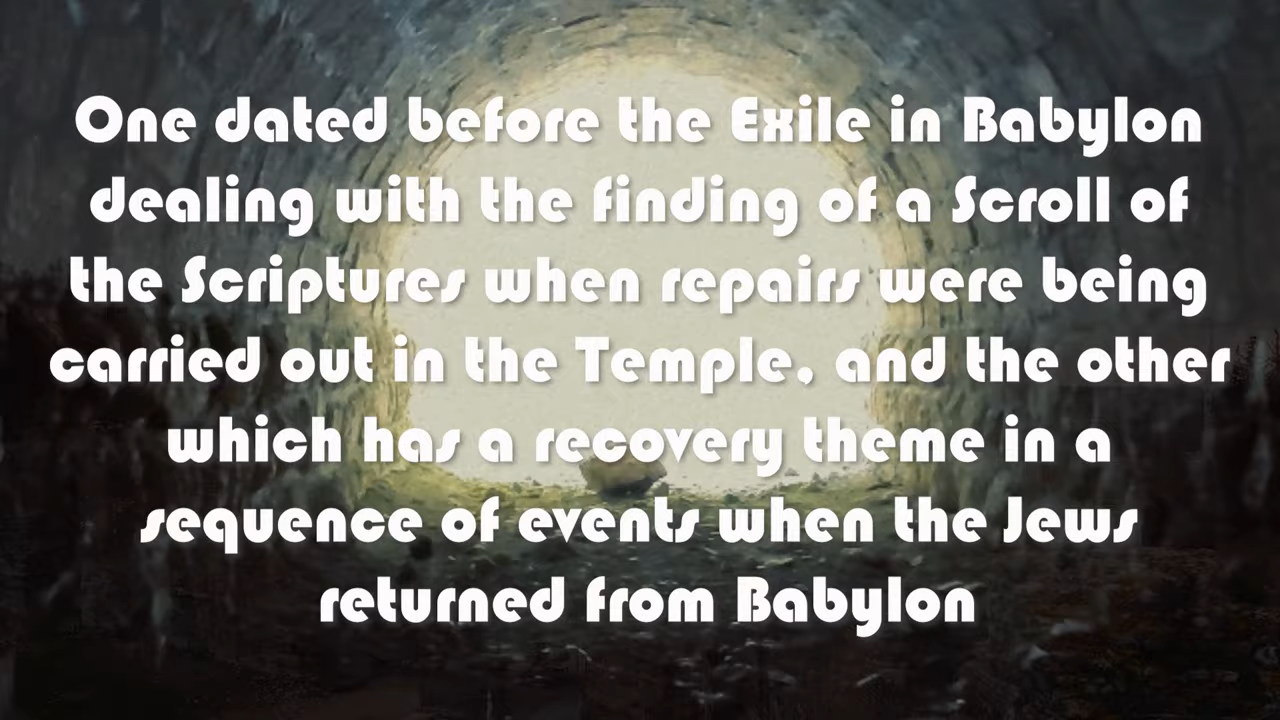 One dated before the Exile in Babylon
dealing with the finding of a Scroll of
the Scriptures when repairs were being
carried out in the Temple, and the other
which has a recovery theme in a
sequence of events when the Jews
returned from Babylon